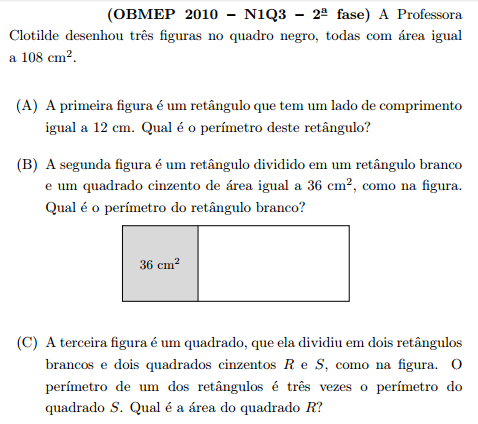 (OBMEP 2010 – N1Q3 – 2ª fase) A Professora
Clotilde desenhou três figuras no quadro negro, todas com área igual
a 108 cm².
(A) A primeira figura é um retângulo que tem um lado de comprimento
igual a 12 cm. Qual é o perímetro deste retângulo?
(B) A segunda figura é um retângulo dividido em um retângulo branco
e um quadrado cinzento de área igual a 36 cm², como na figura.
Qual é o perímetro do retângulo branco?
36 cm²
(C) A terceira figura é um quadrado, que ela dividiu em dois retângulos
brancos e dois quadrados cinzentos R e S, como na figura. O
perímetro de um dos retângulos é três vezes o perímetro do
quadrado S. Qual é a área do quadrado R?